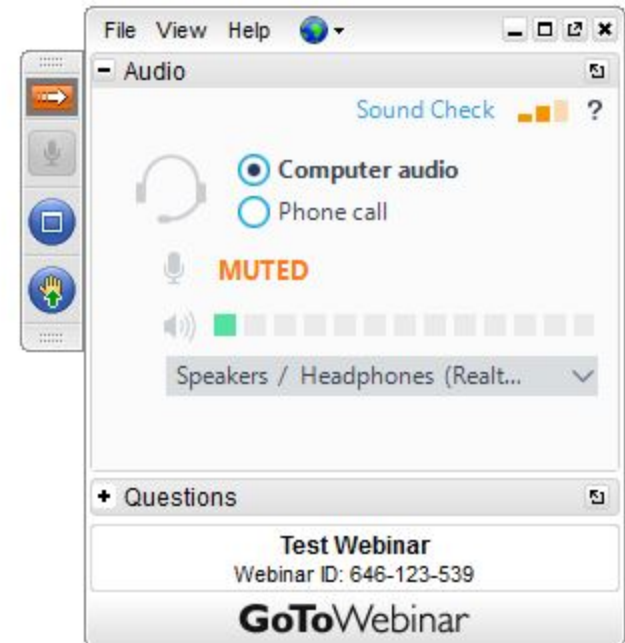 File View Help
Audio
Sound Check ?
Computer audio
Phone call
MUTED
Speakers / Headphones (Realt...
Questions
Test Webinar
Webinar ID: 646-123-539
GoToWebinar